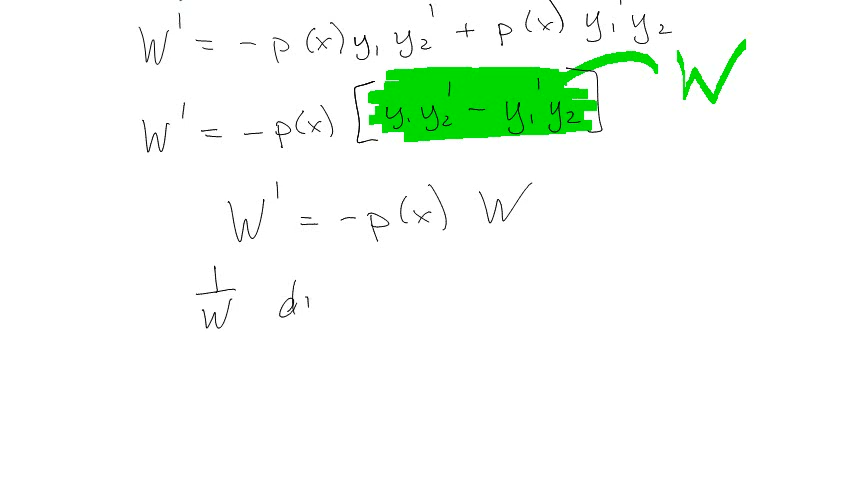 W' = -p(x) y₁ y₂' + p(x) y₁' y₂
W' = -p(x) [y₁ y₂' - y₁' y₂] W
W' = -p(x) W
1/W d